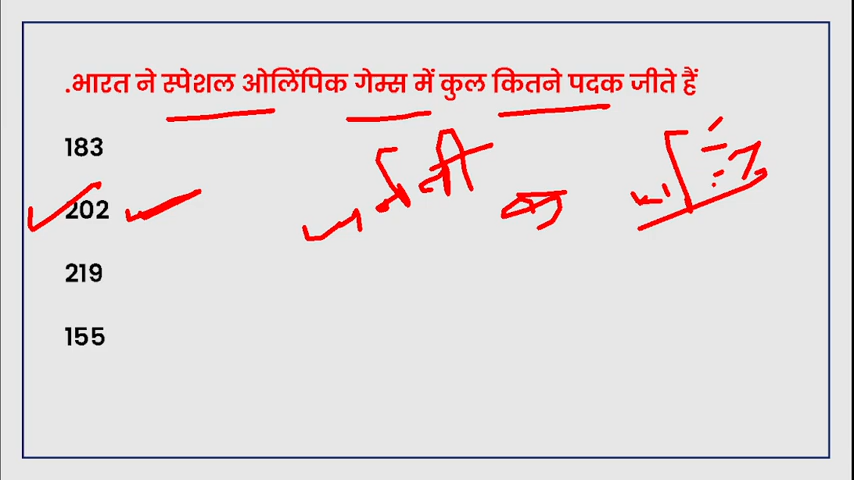 .भारत ने स्पेशल ओलिंपिक गेम्स में कुल कितने पदक जीते हैं
183
202
219
155